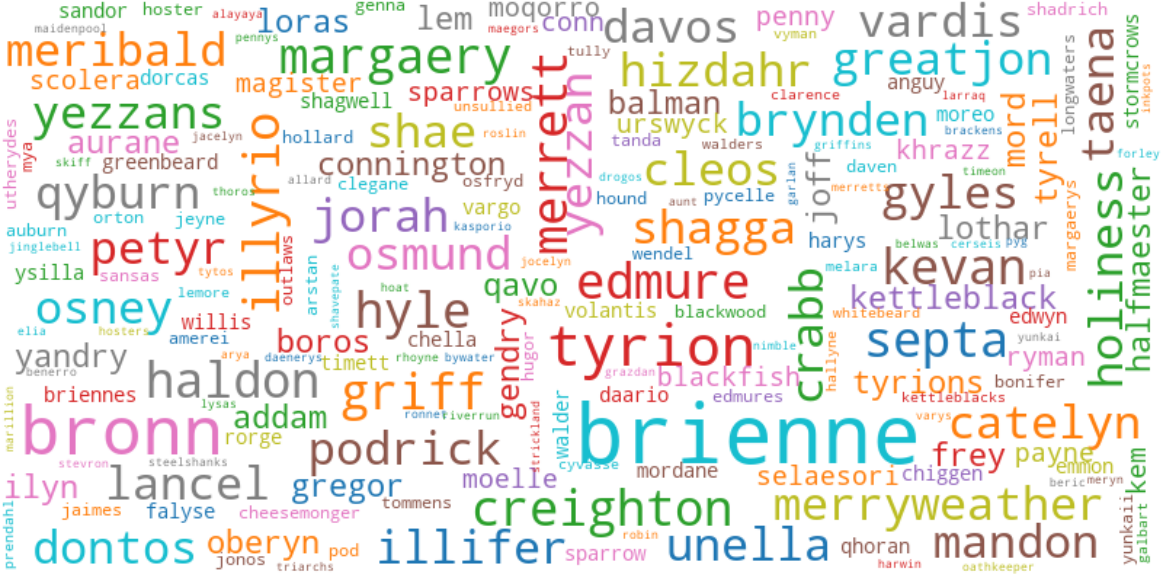 sandor
hoster
alayaya
loras
genna
lem
moqorro
maegors
conn
davos
penny
vyman
vardis
shadrich
maidenpool
meribald
pennys
margaery
tully
hizdahr
greatjon
longwaters
taena
stormcrows
scolera
dorcas
magister
sparrows
shagwell
unsullied
merrett
yezzah
balman
clarence
anguy
larraq
inkpots
yezzans
illyrio
hollard
shae
roslin
urswyck
brynden
moreo
brackens
mord
tyrell
utherydes
mya
aurane
jacelyn
tanda
walders
griffins
khrazz
forley
skiff
greenbeard
connington
cleos
daven
timeon
allard
clegane
osfryd
drogos
hound
aunt
pycelle
garlan
joff
merretts
gyles
margaerys
qyburn
thoros
orton
jeyne
jorah
vargo
kasporio
shagga
harys
lothar
belwas
cerseis
pyg
holiness
halfmaester
auburn
jinglebell
petyr
osmund
wendel
ysilla
sansas
tytos
outlaws
arstan
shavepate
jocelyn
edmure
melara
kevan
pia
hoat
qavo
skahaz
crabb
kettleblack
osney
lemore
hyle
volantis
blackwood
whitebeard
edwyn
elia
hosters
willis
amerei
boros
chella
gendry
hugor
tyrion
nimble
hallyne
septa
yunkai
yandry
benerro
arya
daenerys
timett
rhoyne
bywater
grazdan
blackfish
ryman
briennes
haldon
griff
daario
edmures
tyrions
bonifer
kettleblacks
marillion
lysas
addam
ronnet
riverrun
strickland
walder
brienne
varys
catelyn
bronn
rorge
podrick
stevron
steelshanks
cyvasse
mordane
frey
payne
emmon
kem
ilyn
lancel
gregor
moelle
selaesori
chiggen
beric
meryn
prendahl
jaimes
falyse
cheesemonger
tommens
creighton
merryweather
yunkaii
galbart
dontos
oberyn
pod
jonos
triarchs
illifer
robin
sparrow
unella
qhoran
harwin
mandon
oathkeeper